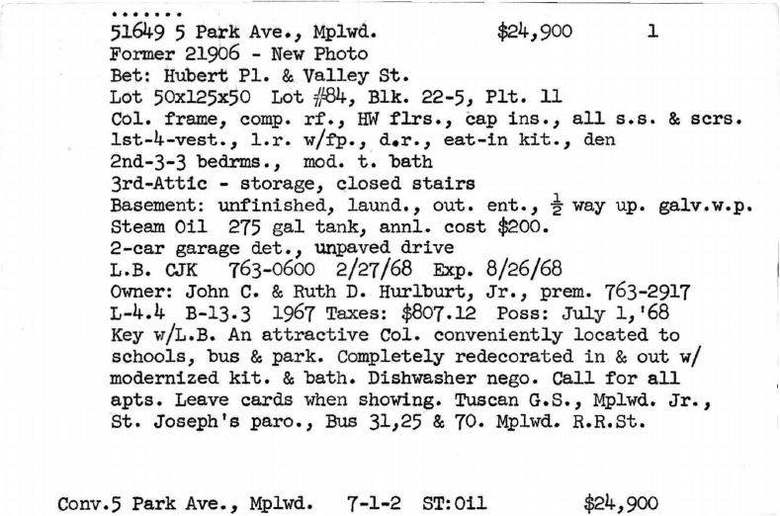 .......
51649 5 Park Ave., Mplwd. $24,900 1
Former 21906 - New Photo
Bet: Hubert Pl. & Valley St.
Lot 50x125x50 Lot #84, Blk. 22-5, Plt. 11
Col. frame, comp. rf., HW flrs., cap ins., all s.s. & scrs.
1st-4-vest., l.r. w/fp., d.r., eat-in kit., den
2nd-3-3 bedrms., mod. t. bath
3rd-Attic - storage, closed stairs
Basement: unfinished, laund., out. ent., ½ way up. galv.w.p.
Steam Oil 275 gal tank, annl. cost $200.
2-car garage det., unpaved drive
L.B. CJK 763-0600 2/27/68 Exp. 8/26/68
Owner: John C. & Ruth D. Hurlburt, Jr., prem. 763-2917
L-4.4 B-13.3 1967 Taxes: $807.12 Poss: July 1,'68
Key w/L.B. An attractive Col. conveniently located to
schools, bus & park. Completely redecorated in & out w/
modernized kit. & bath. Dishwasher nego. Call for all
apts. Leave cards when showing. Tuscan G.S., Mplwd. Jr.,
St. Joseph's paro., Bus 31,25 & 70. Mplwd. R.R.St.
Conv.5 Park Ave., Mplwd. 7-1-2 ST:Oil $24,900